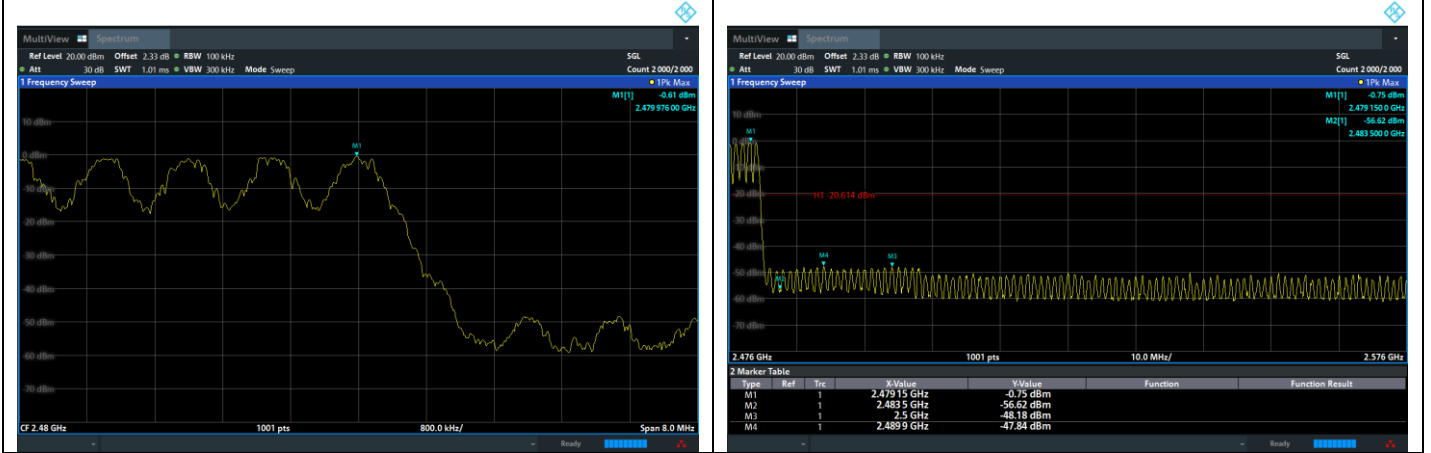 MultiView Spectrum
Ref Level 20.00 dBm Offset 2.33 dB RBW 100 kHz SGL
Att 30 dB SWT 1.01 ms VBW 300 kHz Mode Sweep Count 2 000/2 000
1 Frequency Sweep 1Pk Max
M1[1] -0.61 dBm
2.479 976 00 GHz
10 dBm
M1
0 dBm
-10 dBm
-20 dBm
-30 dBm
-40 dBm
-50 dBm
-60 dBm
-70 dBm
CF 2.48 GHz 1001 pts 800.0 kHz/ Span 8.0 MHz
Ready
MultiView Spectrum
Ref Level 20.00 dBm Offset 2.33 dB RBW 100 kHz SGL
Att 30 dB SWT 1.01 ms VBW 300 kHz Mode Sweep Count 2 000/2 000
1 Frequency Sweep 1Pk Max
M1[1] -0.75 dBm
2.479 150 0 GHz
M2[1] -56.62 dBm
2.483 500 0 GHz
10 dBm
M1
0 dBm
-10 dBm
-20 dBm
H1 -20.614 dBm
-30 dBm
-40 dBm
M4 M3
-50 dBm
M2
-60 dBm
-70 dBm
2.476 GHz 1001 pts 10.0 MHz/ 2.576 GHz
2 Marker Table
Type Ref Trc X-Value Y-Value Function Function Result
M1 1 2.479 15 GHz -0.75 dBm
M2 1 2.483 5 GHz -56.62 dBm
M3 1 2.5 GHz -48.18 dBm
M4 1 2.489 9 GHz -47.84 dBm
Ready